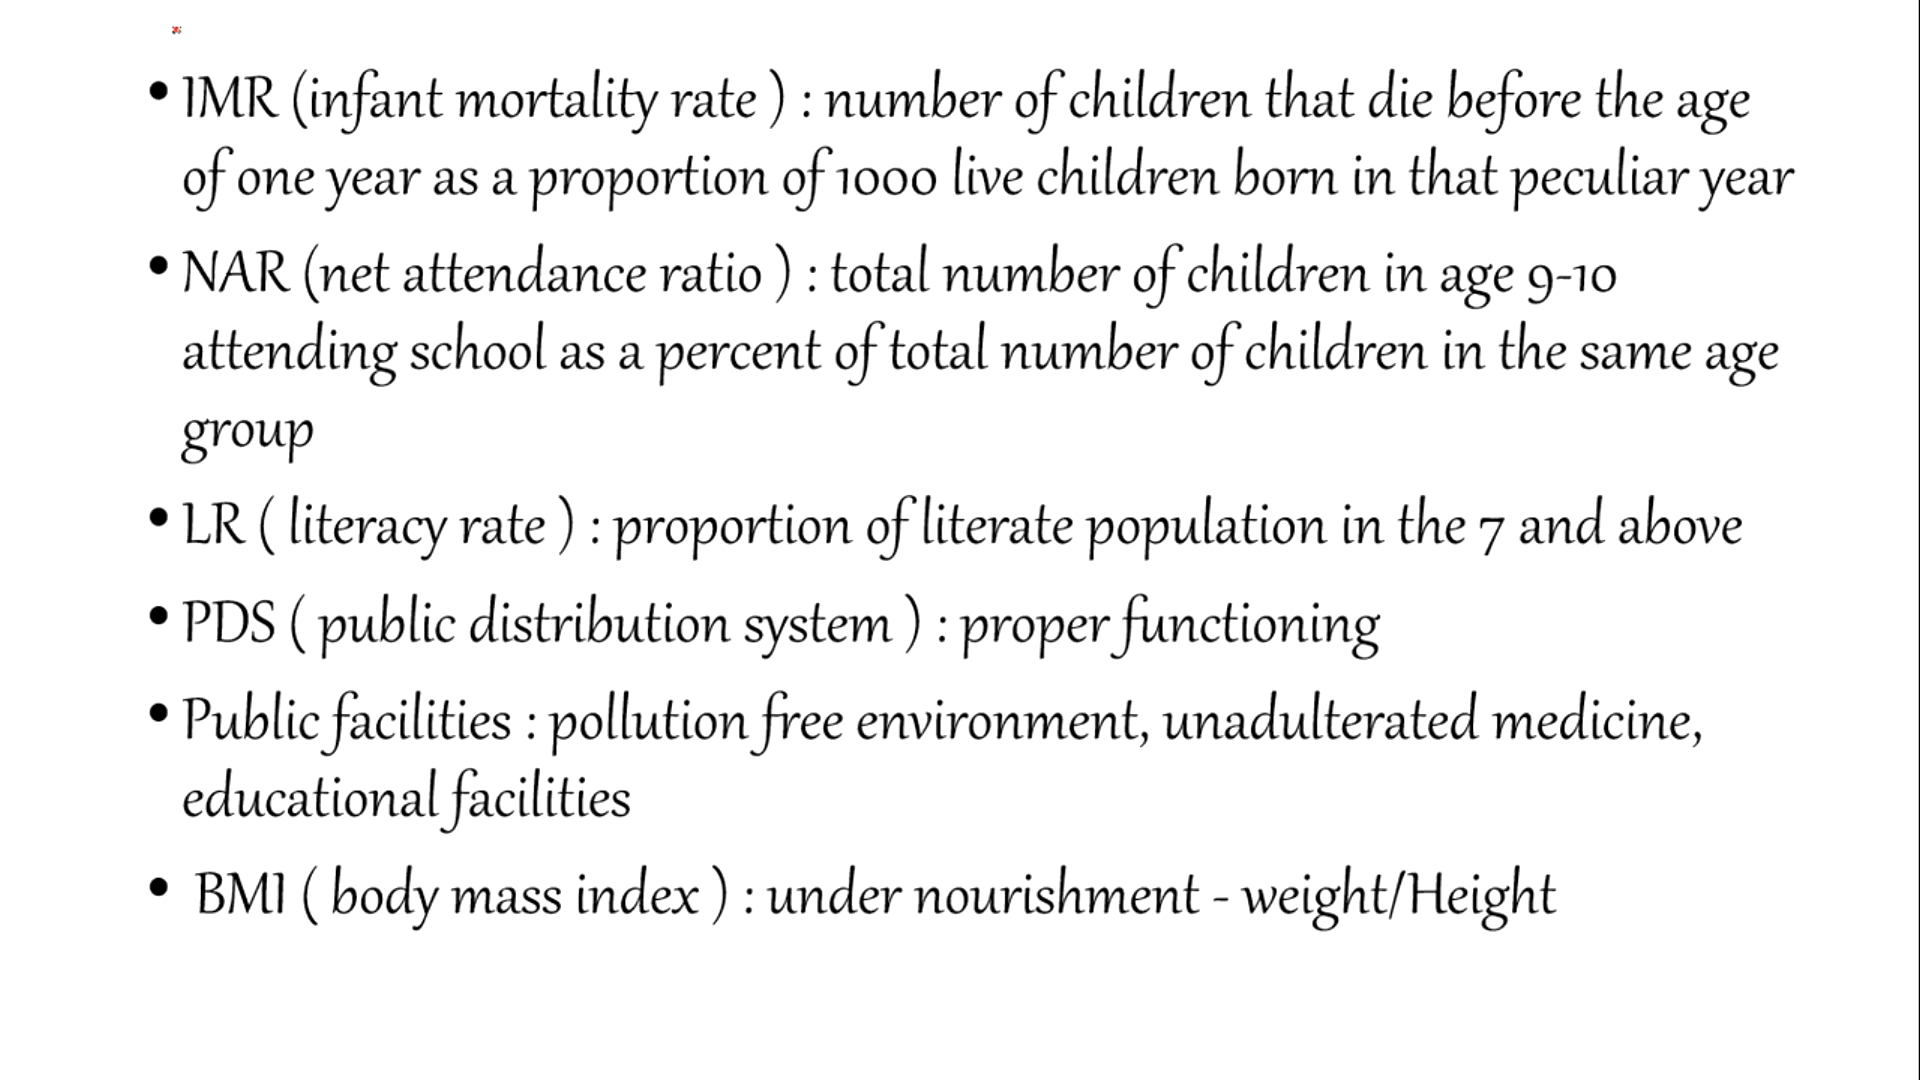 • IMR (infant mortality rate ) : number of children that die before the age
of one year as a proportion of 1000 live children born in that peculiar year
• NAR (net attendance ratio ) : total number of children in age 9-10
attending school as a percent of total number of children in the same age
group
• LR ( literacy rate ) : proportion of literate population in the 7 and above
• PDS ( public distribution system ) : proper functioning
• Public facilities : pollution free environment, unadulterated medicine,
educational facilities
• BMI ( body mass index ) : under nourishment - weight/Height